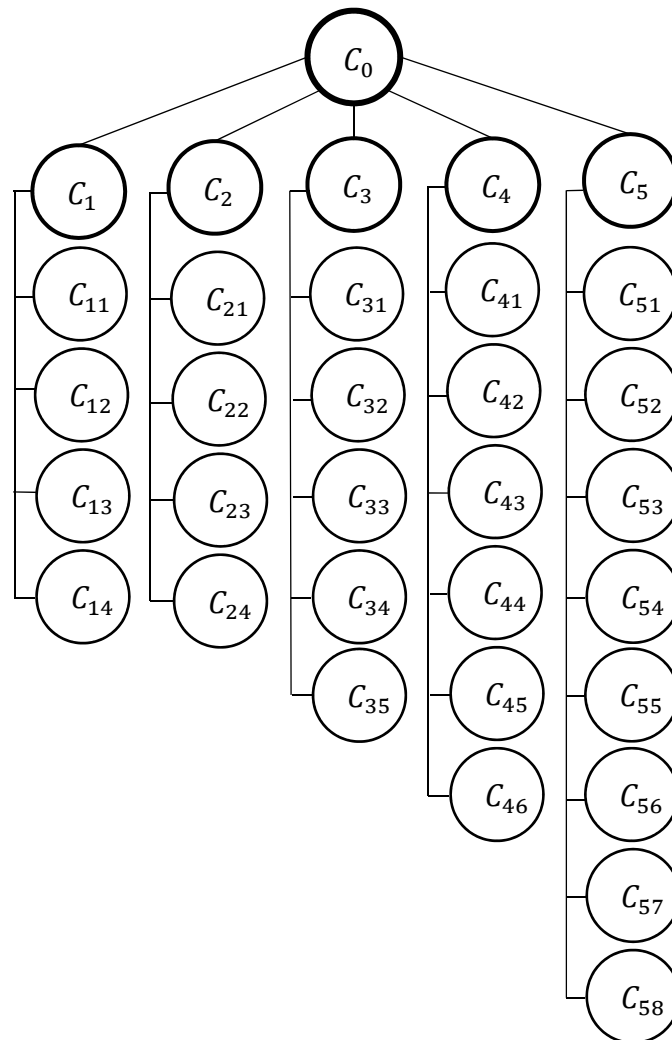 C₀
C₁ C₂ C₃ C₄ C₅
C₁₁ C₂₁ C₃₁ C₄₁ C₅₁
C₁₂ C₂₂ C₃₂ C₄₂ C₅₂
C₁₃ C₂₃ C₃₃ C₄₃ C₅₃
C₁₄ C₂₄ C₃₄ C₄₄ C₅₄
C₃₅ C₄₅ C₅₅
C₄₆ C₅₆
C₅₇
C₅₈